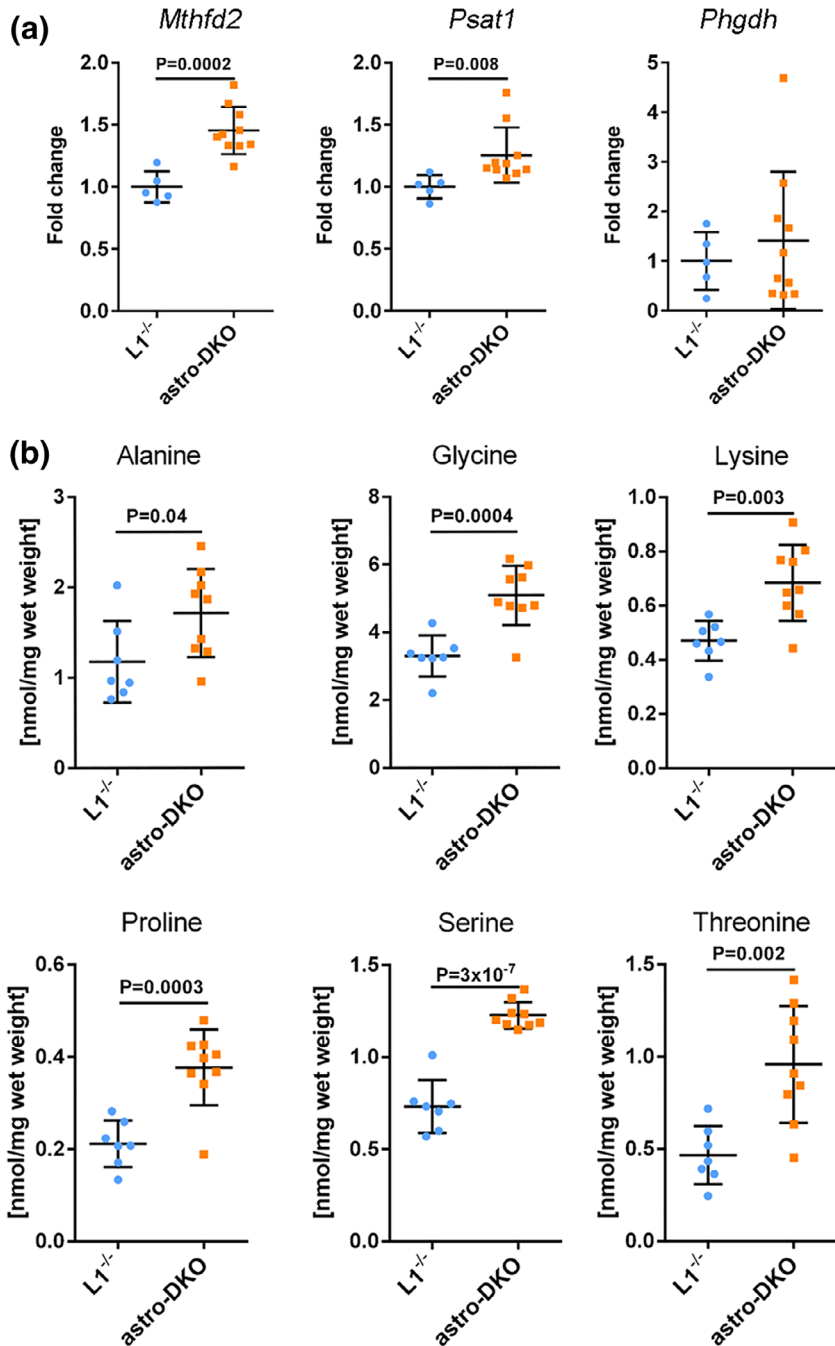 (a)
Mthfd2
P=0.0002
Fold change
2.0
1.5
1.0
0.5
0.0
L1-/-
astro-DKO
Psat1
P=0.008
Fold change
2.0
1.5
1.0
0.5
0.0
L1-/-
astro-DKO
Phgdh
Fold change
5
4
3
2
1
0
L1-/-
astro-DKO
(b)
Alanine
P=0.04
[nmol/mg wet weight]
3
2
1
0
L1-/-
astro-DKO
Glycine
P=0.0004
[nmol/mg wet weight]
8
6
4
2
0
L1-/-
astro-DKO
Lysine
P=0.003
[nmol/mg wet weight]
1.0
0.8
0.6
0.4
0.2
0.0
L1-/-
astro-DKO
Proline
P=0.0003
[nmol/mg wet weight]
0.6
0.4
0.2
0.0
L1-/-
astro-DKO
Serine
P=3x10-7
[nmol/mg wet weight]
1.5
1.0
0.5
0.0
L1-/-
astro-DKO
Threonine
P=0.002
[nmol/mg wet weight]
1.5
1.0
0.5
0.0
L1-/-
astro-DKO